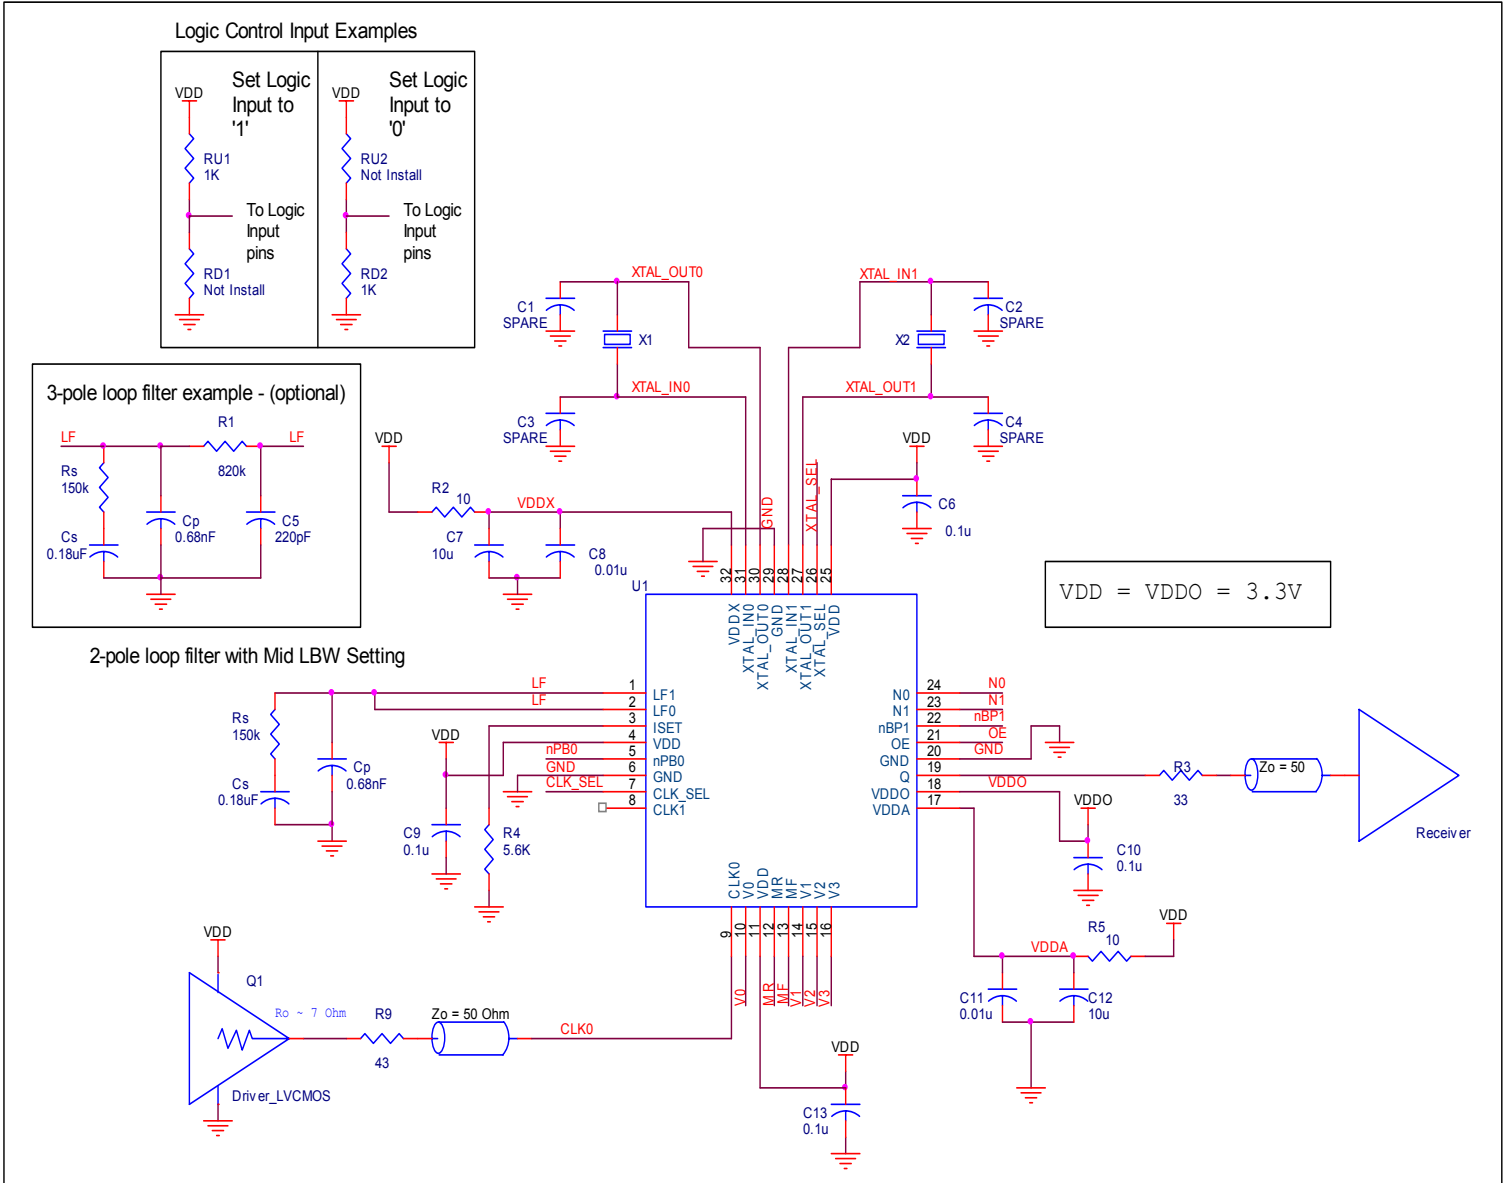 Logic Control Input Examples
VDD
Set Logic
Input to
'1'
RU1
1K
To Logic
Input
pins
RD1
Not Install
VDD
Set Logic
Input to
'0'
RU2
Not Install
To Logic
Input
pins
RD2
1K
3-pole loop filter example - (optional)
LF
R1
LF
820k
Rs
150k
Cs
0.18uF
Cp
0.68nF
C5
220pF
2-pole loop filter with Mid LBW Setting
XTAL_OUT0
C1
SPARE
X1
XTAL_IN0
C3
SPARE
XTAL_IN1
C2
SPARE
X2
XTAL_OUT1
C4
SPARE
VDD
R2
10
VDDX
C7
10u
C8
0.01u
GND
XTAL_SEL
VDD
C6
0.1u
VDD = VDDO = 3.3V
U1
32
31
30
29
28
27
26
25
VDDX
XTAL_IN0
XTAL_OUT0
GND
XTAL_IN1
XTAL_OUT1
XTAL_SEL
VDD
LF
1
LF1
LF
2
LF0
3
ISET
4
VDD
nPB0
5
nPB0
GND
6
GND
CLK_SEL
7
CLK_SEL
8
CLK1
Rs
150k
Cs
0.18uF
Cp
0.68nF
VDD
C9
0.1u
R4
5.6K
N0
24
N0
N1
23
N1
nBP1
22
nBP1
OE
21
OE
GND
20
GND
Q
19
VDDO
18
VDDO
VDDA
17
R3
33
Zo = 50
Receiver
VDDO
C10
0.1u
VDD
R5
10
VDDA
C11
0.01u
C12
10u
CLK0
V0
VDD
MR
MF
V1
V2
V3
9
10
11
12
13
14
15
16
V0
MR
MF
V1
V2
V3
VDD
Q1
Ro ~ 7 Ohm
R9
43
Zo = 50 Ohm
CLK0
Driver_LVCMOS
VDD
C13
0.1u